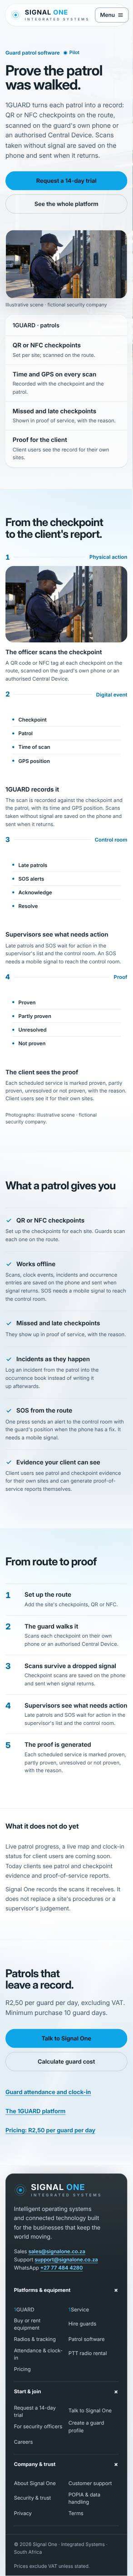 SIGNAL ONE
INTEGRATED SYSTEMS
Menu
Guard patrol software
Pilot
Prove the patrol
was walked.
1GUARD turns each patrol into a record:
QR or NFC checkpoints on the route,
scanned on the guard's own phone or on
an authorised Central Device. Scans
taken without signal are saved on the
phone and sent when it returns.
Request a 14-day trial
See the whole platform
Illustrative scene · fictional security company
1GUARD · patrols
QR or NFC checkpoints
Set per site; scanned on the route.
Time and GPS on every scan
Recorded with the checkpoint and the
patrol.
Missed and late checkpoints
Shown in proof of service, with the reason.
Proof for the client
Client users see the record for their own
sites.
From the checkpoint
to the client's report.
1
Physical action
The officer scans the checkpoint
A QR code or NFC tag at each checkpoint of the
route, scanned on the guard's own phone or an
authorised Central Device.
2
Digital event
Checkpoint
Patrol
Time of scan
GPS position
1GUARD records it
The scan is recorded against the checkpoint and
the patrol, with its time and GPS position. Scans
taken without signal are saved on the phone and
sent when it returns.
3
Control room
Late patrols
SOS alerts
Acknowledge
Resolve
Supervisors see what needs action
Late patrols and SOS wait for action in the
supervisor's list and the control room. An SOS
needs a mobile signal to reach the control room.
4
Proof
Proven
Partly proven
Unresolved
Not proven
The client sees the proof
Each scheduled service is marked proven, partly
proven, unresolved or not proven, with the reason.
Client users see it for their own sites.
Photographs: illustrative scene · fictional
security company.
What a patrol gives you
QR or NFC checkpoints
Set up the checkpoints for each site. Guards scan
each one on the route.
Works offline
Scans, clock events, inspections and occurrence
entries are saved on the phone and sent when
signal returns. SOS needs a mobile signal to reach
the control room.
Missed and late checkpoints
They show up in proof of service, with the reason.
Incidents as they happen
Log an incident from the patrol into the
occurrence book instead of writing it
up afterwards.
SOS from the route
One press sends an alert to the control room with
the guard's position when the phone has a fix. It
needs a mobile signal.
Evidence your client can see
Client users see patrol and checkpoint evidence
for their own sites and can generate proof-of-
service reports themselves.
From route to proof
1
Set up the route
Add the site's checkpoints, QR or NFC.
2
The guard walks it
Scans each checkpoint on their own
phone or an authorised Central Device.
3
Scans survive a dropped signal
Checkpoint scans are saved on the phone
and sent when signal returns.
4
Supervisors see what needs action
Late patrols and SOS wait for action in the
supervisor's list and the control room.
5
The proof is generated
Each scheduled service is marked proven,
partly proven, unresolved or not proven,
with the reason.
What it does not do yet
Live patrol progress, a live map and clock-in
status for client users are coming soon.
Today clients see patrol and checkpoint
evidence and proof-of-service reports.
Signal One records the scans it receives. It
does not replace a site's procedures or a
supervisor's judgement.
Patrols that
leave a record.
R2,50 per guard per day, excluding VAT.
Minimum purchase 10 guard days.
Talk to Signal One
Calculate guard cost
Guard attendance and clock-in
The 1GUARD platform
Pricing: R2,50 per guard per day
SIGNAL ONE
INTEGRATED SYSTEMS
Intelligent operating systems
and connected technology built
for the businesses that keep the
world moving.
Sales sales@signalone.co.za
Support support@signalone.co.za
WhatsApp +27 77 484 4280
Platforms & equipment
1GUARD
1Service
Buy or rent
equipment
Hire guards
Radios & tracking
Patrol software
Attendance & clock-
in
PTT radio rental
Pricing
Start & join
Request a 14-day
trial
Talk to Signal One
For security officers
Create a guard
profile
Careers
Company & trust
About Signal One
Customer support
Security & trust
POPIA & data
handling
Privacy
Terms
© 2026 Signal One · Integrated Systems ·
South Africa
Prices exclude VAT unless stated.